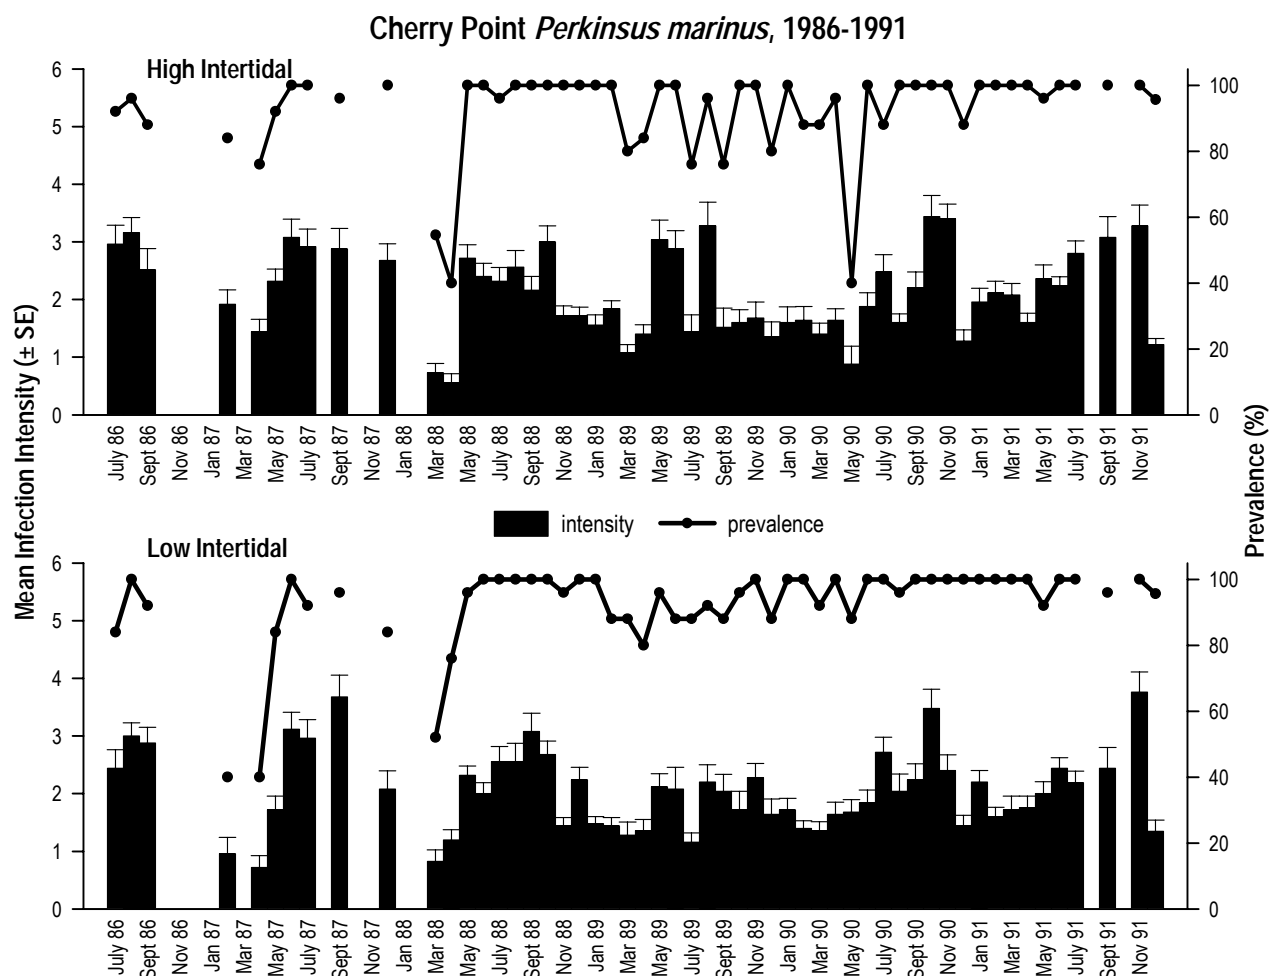 Cherry Point Perkinsus marinus, 1986-1991
High Intertidal
6
5
4
3
2
1
0
100
80
60
40
20
0
July 86
Sept 86
Nov 86
Jan 87
Mar 87
May 87
July 87
Sept 87
Nov 87
Jan 88
Mar 88
May 88
July 88
Sept 88
Nov 88
Jan 89
Mar 89
May 89
July 89
Sept 89
Nov 89
Jan 90
Mar 90
May 90
July 90
Sept 90
Nov 90
Jan 91
Mar 91
May 91
July 91
Sept 91
Nov 91
Mean Infection Intensity (± SE)
Prevalence (%)
intensity
prevalence
Low Intertidal
6
5
4
3
2
1
0
100
80
60
40
20
0
July 86
Sept 86
Nov 86
Jan 87
Mar 87
May 87
July 87
Sept 87
Nov 87
Jan 88
Mar 88
May 88
July 88
Sept 88
Nov 88
Jan 89
Mar 89
May 89
July 89
Sept 89
Nov 89
Jan 90
Mar 90
May 90
July 90
Sept 90
Nov 90
Jan 91
Mar 91
May 91
July 91
Sept 91
Nov 91